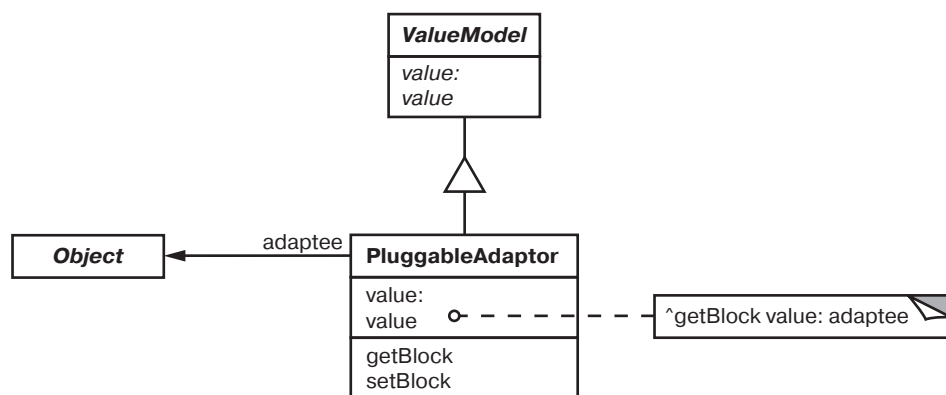 ValueModel
value:
value
adaptee
Object
PluggableAdaptor
value:
value
^getBlock value: adaptee
getBlock
setBlock